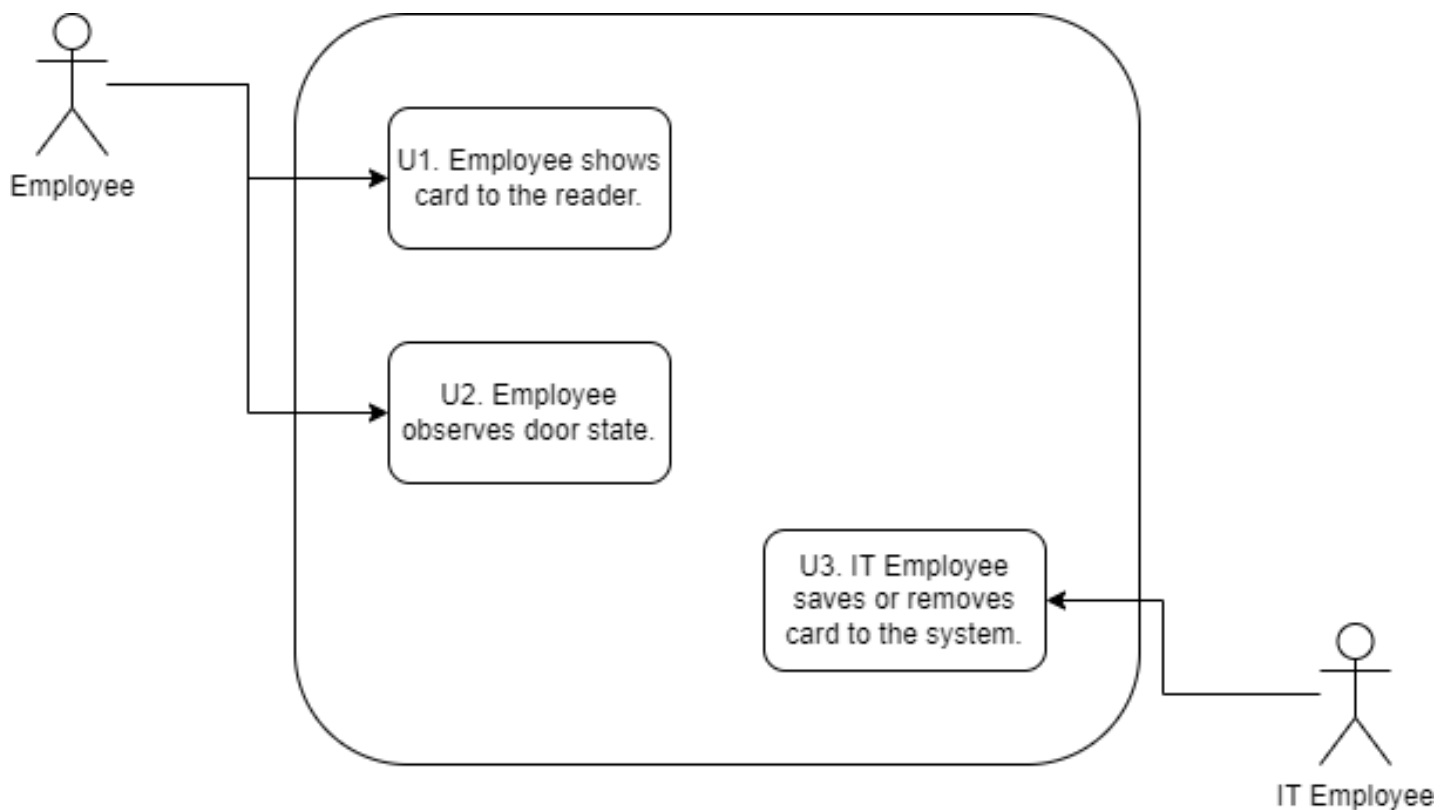 Employee
U1. Employee shows
card to the reader.
U2. Employee
observes door state.
U3. IT Employee
saves or removes
card to the system.
IT Employee